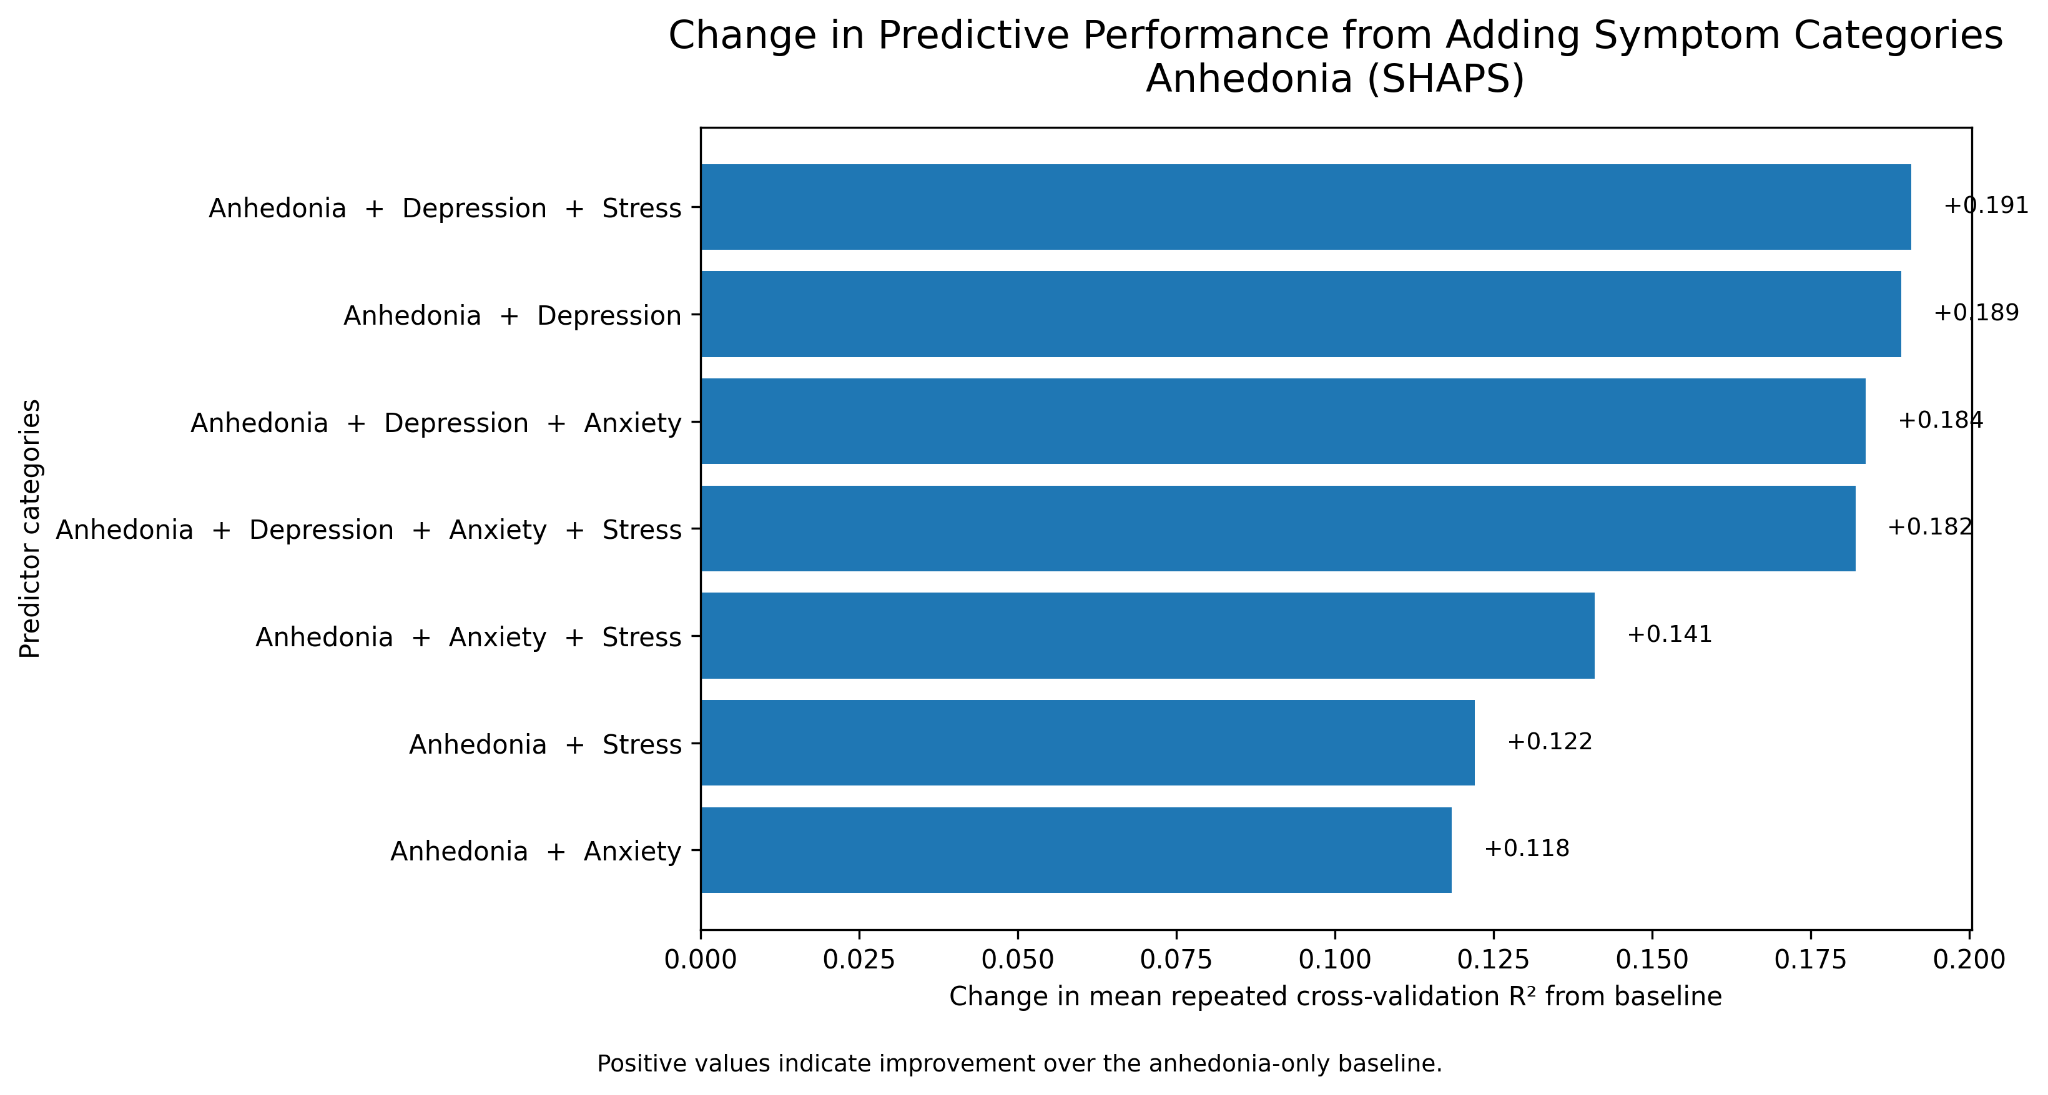 Change in Predictive Performance from Adding Symptom Categories
Anhedonia (SHAPS)
Predictor categories
Anhedonia + Depression + Stress
+0.191
Anhedonia + Depression
+0.189
Anhedonia + Depression + Anxiety
+0.184
Anhedonia + Depression + Anxiety + Stress
+0.182
Anhedonia + Anxiety + Stress
+0.141
Anhedonia + Stress
+0.122
Anhedonia + Anxiety
+0.118
0.000 0.025 0.050 0.075 0.100 0.125 0.150 0.175 0.200
Change in mean repeated cross-validation R² from baseline
Positive values indicate improvement over the anhedonia-only baseline.